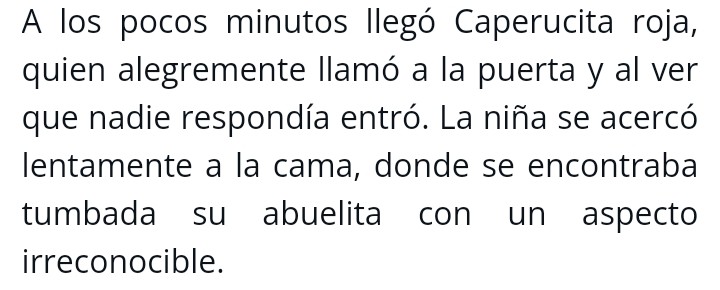 A los pocos minutos llegó Caperucita roja,
quien alegremente llamó a la puerta y al ver
que nadie respondía entró. La niña se acercó
lentamente a la cama, donde se encontraba
tumbada su abuelita con un aspecto
irreconocible.